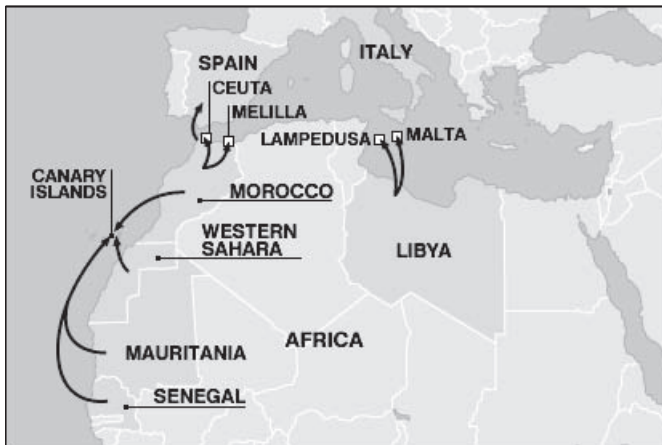 SPAIN
ITALY
CEUTA
MELILLA
LAMPEDUSA
MALTA
CANARY
ISLANDS
MOROCCO
WESTERN
SAHARA
LIBYA
AFRICA
MAURITANIA
SENEGAL